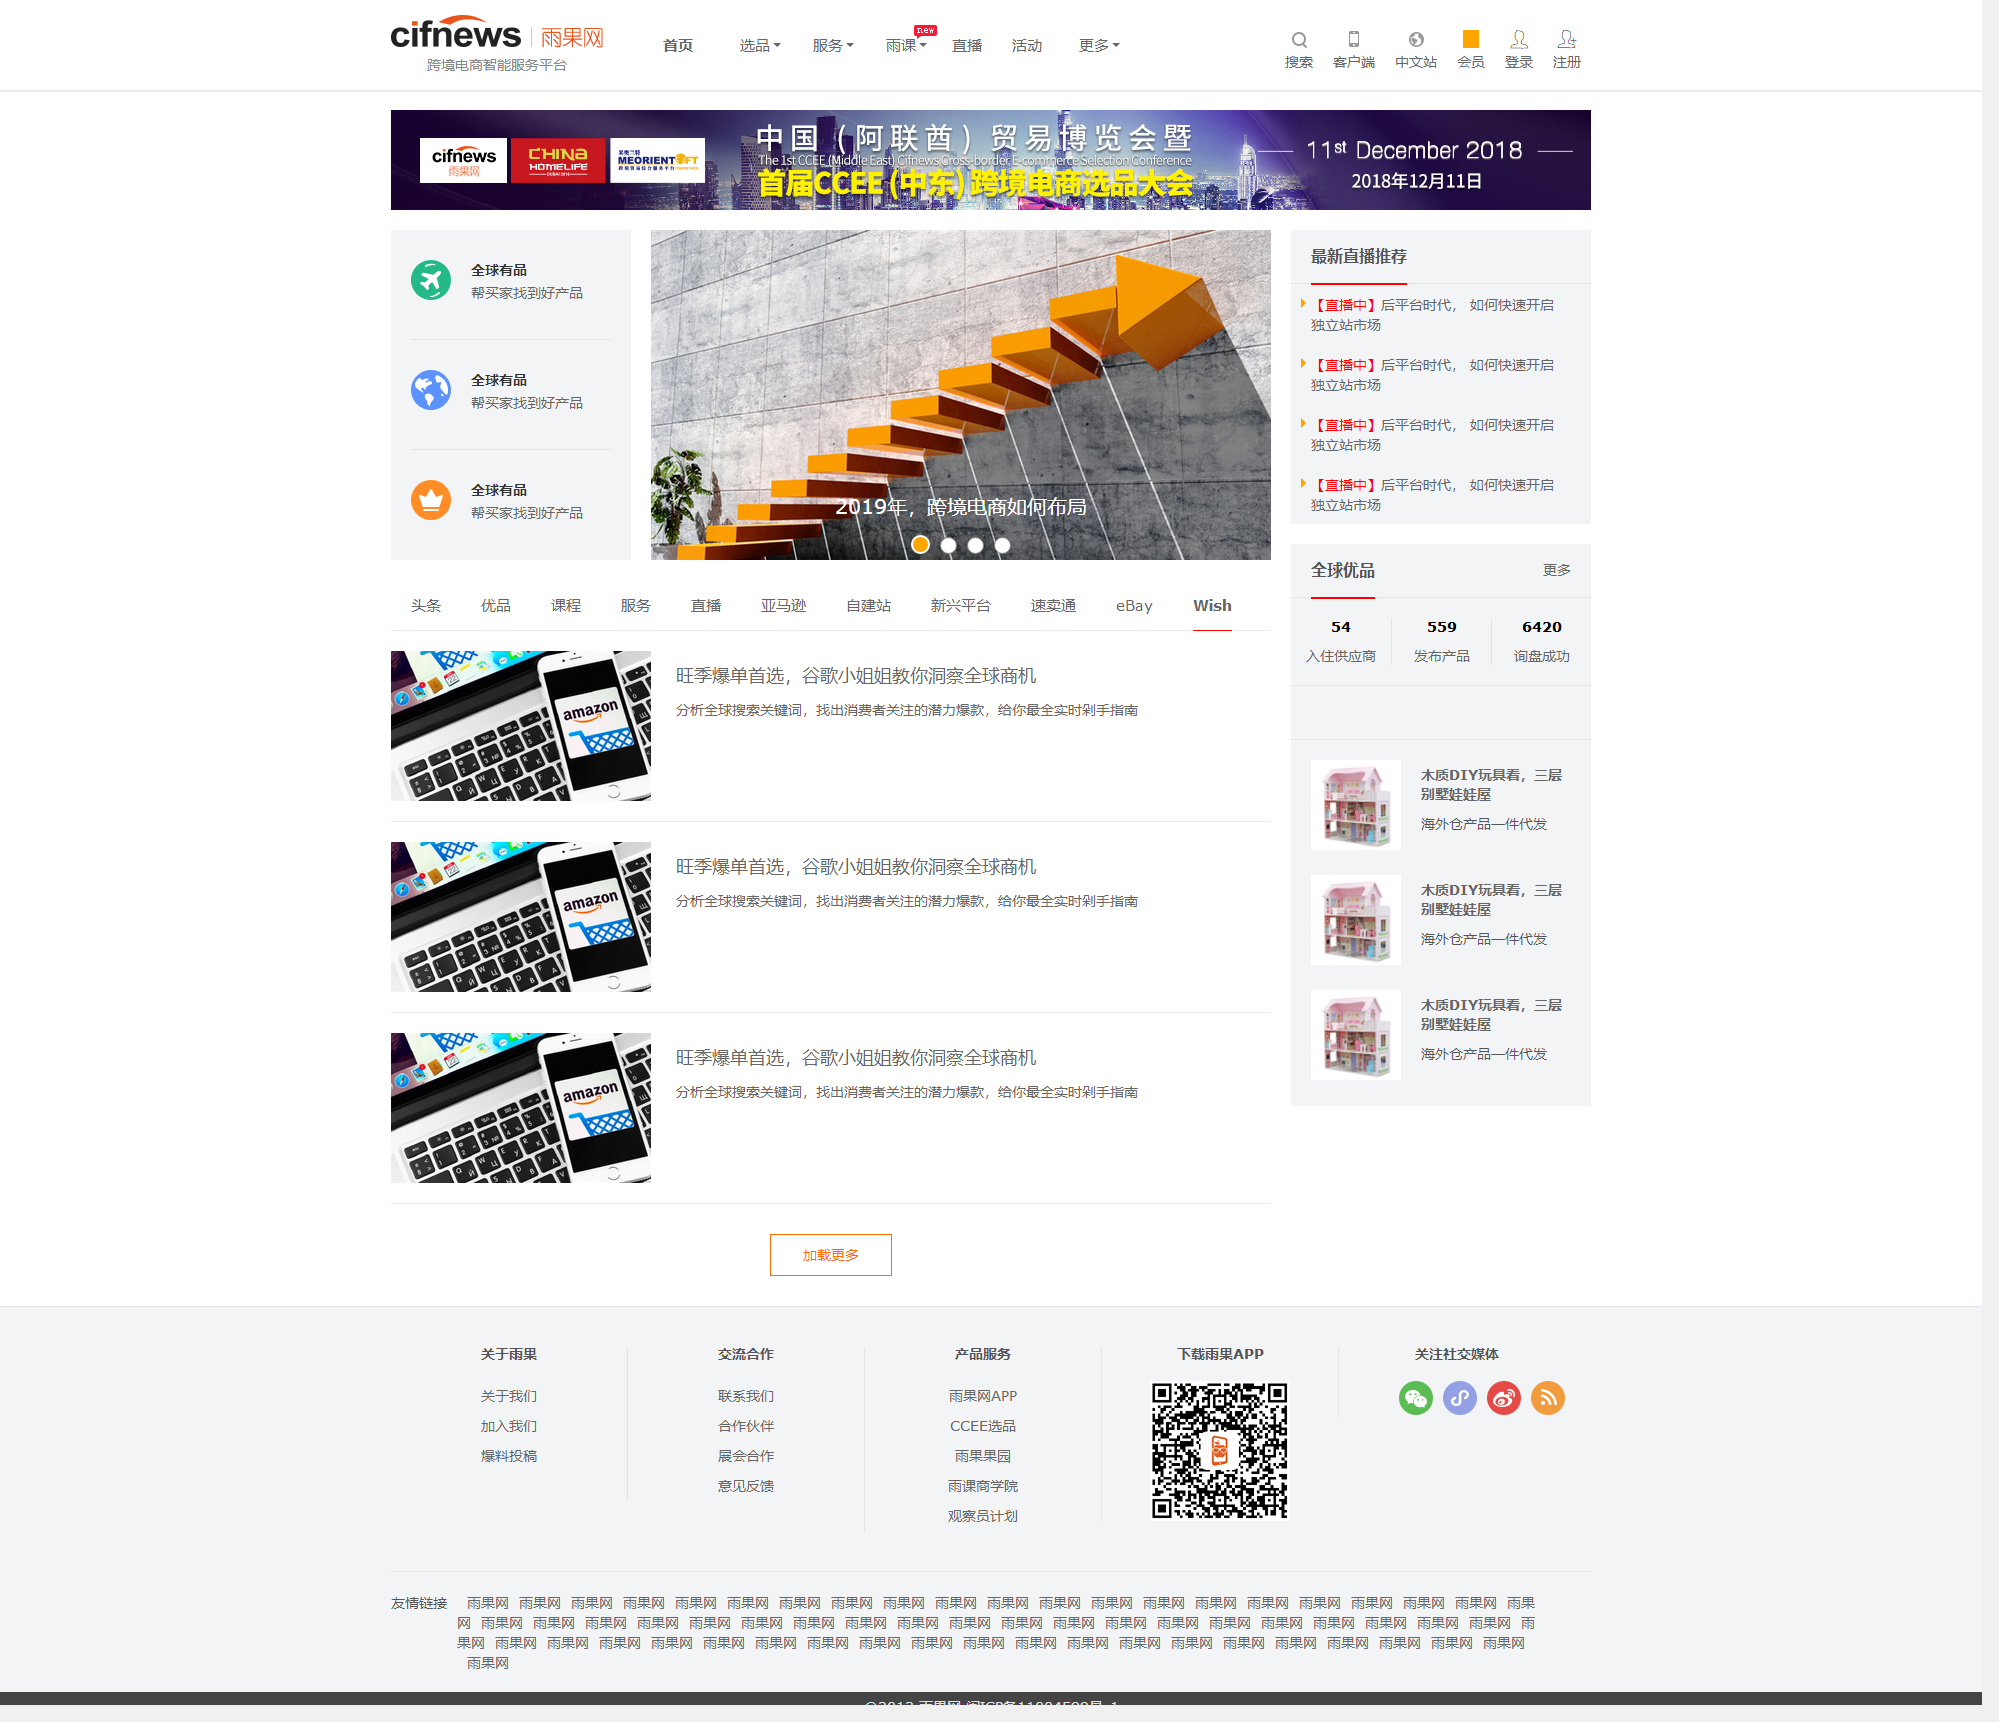 cifnews 雨果网
跨境电商智能服务平台
首页 选品 服务 雨课 new 直播 活动 更多
搜索 客户端 中文站 会员 登录 注册
cifnews 雨果网
CHINA HOMELIFE
DUBAI 2018
米奥兰特
MEORIENT SFT
中国（阿联酋）贸易博览会暨
The 1st CCEE (Middle East) Cifnews Cross-border E-commerce Selection Conference
首届CCEE (中东) 跨境电商选品大会
11st December 2018
2018年12月11日
全球有品
帮买家找到好产品
全球有品
帮买家找到好产品
全球有品
帮买家找到好产品
2019年，跨境电商如何布局
最新直播推荐
【直播中】后平台时代， 如何快速开启
独立站市场
【直播中】后平台时代， 如何快速开启
独立站市场
【直播中】后平台时代， 如何快速开启
独立站市场
【直播中】后平台时代， 如何快速开启
独立站市场
头条 优品 课程 服务 直播 亚马逊 自建站 新兴平台 速卖通 eBay Wish
amazon
旺季爆单首选，谷歌小姐姐教你洞察全球商机
分析全球搜索关键词，找出消费者关注的潜力爆款，给你最全实时剁手指南
amazon
旺季爆单首选，谷歌小姐姐教你洞察全球商机
分析全球搜索关键词，找出消费者关注的潜力爆款，给你最全实时剁手指南
amazon
旺季爆单首选，谷歌小姐姐教你洞察全球商机
分析全球搜索关键词，找出消费者关注的潜力爆款，给你最全实时剁手指南
加载更多
全球优品 更多
54 559 6420
入住供应商 发布产品 询盘成功
木质DIY玩具看，三层
别墅娃娃屋
海外仓产品一件代发
木质DIY玩具看，三层
别墅娃娃屋
海外仓产品一件代发
木质DIY玩具看，三层
别墅娃娃屋
海外仓产品一件代发
关于雨果
关于我们
加入我们
爆料投稿
交流合作
联系我们
合作伙伴
展会合作
意见反馈
产品服务
雨果网APP
CCEE选品
雨果果园
雨课商学院
观察员计划
下载雨果APP
关注社交媒体
友情链接 雨果网 雨果网 雨果网 雨果网 雨果网 雨果网 雨果网 雨果网 雨果网 雨果网 雨果网 雨果网 雨果网 雨果网 雨果网 雨果网 雨果网 雨果网 雨果网 雨果网 雨果
网 雨果网 雨果网 雨果网 雨果网 雨果网 雨果网 雨果网 雨果网 雨果网 雨果网 雨果网 雨果网 雨果网 雨果网 雨果网 雨果网 雨果网 雨果网 雨果网 雨果网 雨
果网 雨果网 雨果网 雨果网 雨果网 雨果网 雨果网 雨果网 雨果网 雨果网 雨果网 雨果网 雨果网 雨果网 雨果网 雨果网 雨果网 雨果网 雨果网 雨果网 雨果网
雨果网